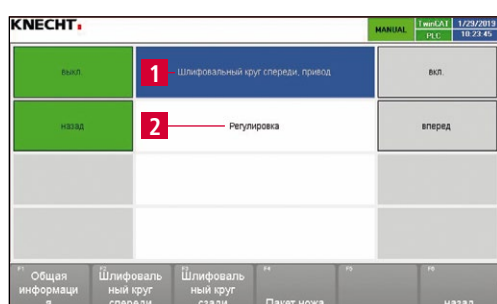 KNECHT
MANUAL
TwinCAT 1/29/2019
PLC 10:23:45
выкл.
1 Шлифовальный круг спереди, привод
вкл.
назад
2 Регулировка
вперед
F1 F2 F3 F4 F5 F6
Общая Шлифоваль Шлифоваль
информаци ный круг ный круг
я спереди сзади Пакет ножа назад